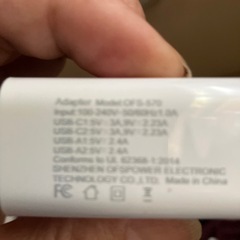 Adapter Model:OFS-570
Input:100-240V~50/60Hz/1.0A
USB-C1:5V⎓3A,9V⎓2.23A
USB-C2:5V⎓3A,9V⎓2.23A
USB-A1:5V⎓2.4A
USB-A2:5V⎓2.4A
Conforms to UL 62368-1:2014
SHENZHEN OFSPOWER ELECTRONIC
TECHNOLOGY CO.,LTD. Made in China
FC